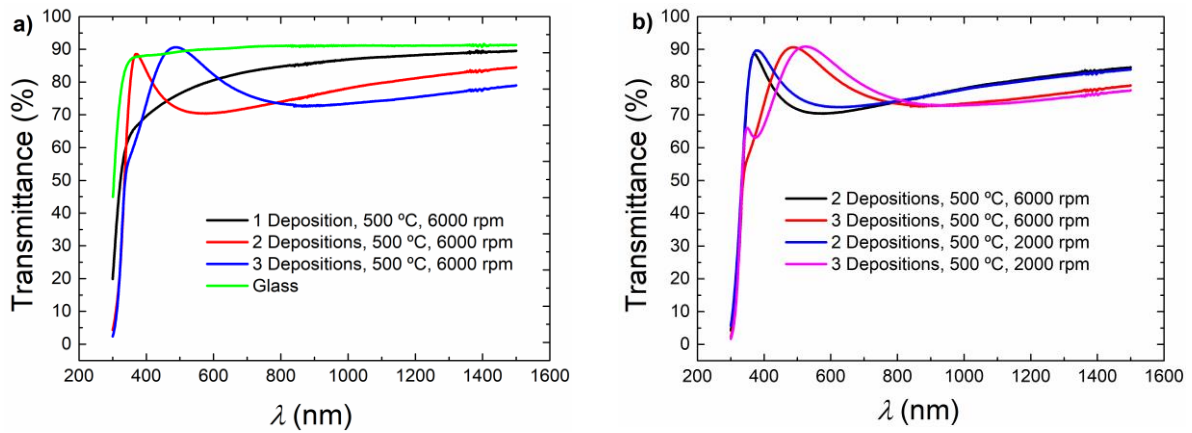 a)
Transmittance (%)
100
90
80
70
60
50
40
30
20
10
0
1 Deposition, 500 ºC, 6000 rpm
2 Depositions, 500 ºC, 6000 rpm
3 Depositions, 500 ºC, 6000 rpm
Glass
200 400 600 800 1000 1200 1400 1600
λ (nm)
b)
Transmittance (%)
100
90
80
70
60
50
40
30
20
10
0
2 Depositions, 500 ºC, 6000 rpm
3 Depositions, 500 ºC, 6000 rpm
2 Depositions, 500 ºC, 2000 rpm
3 Depositions, 500 ºC, 2000 rpm
200 400 600 800 1000 1200 1400 1600
λ (nm)